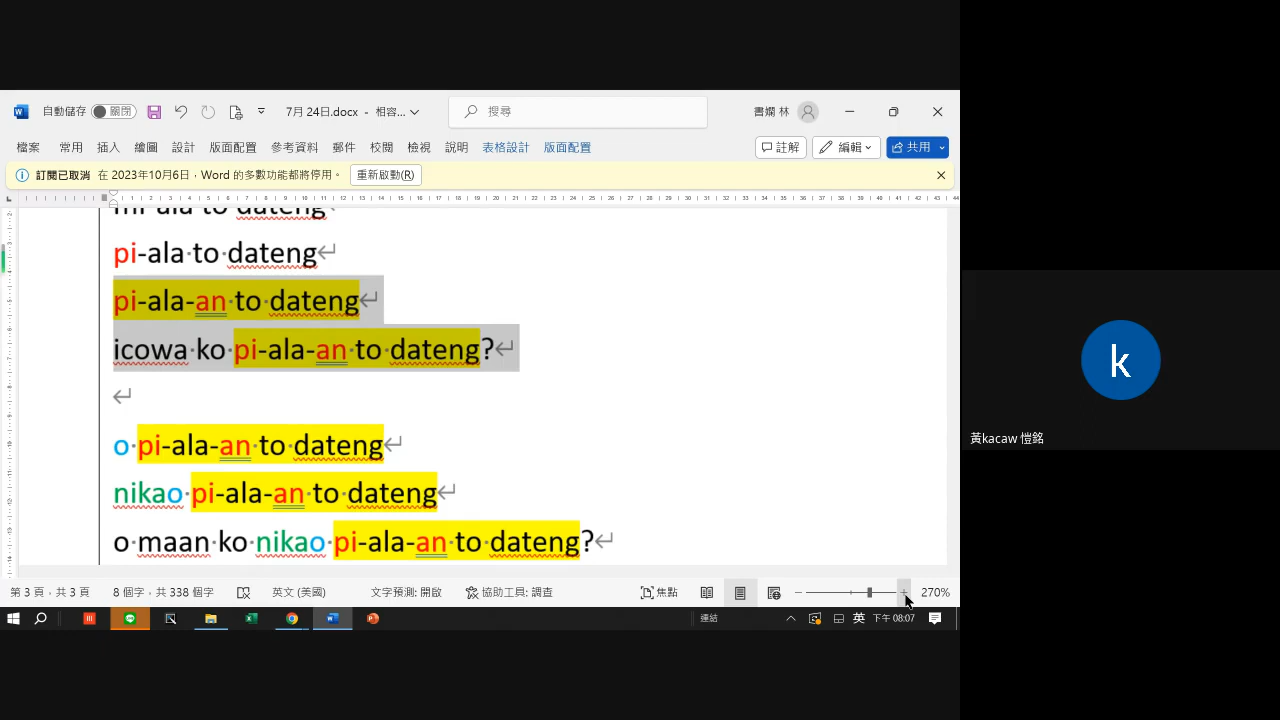 自動儲存 關閉 7月 24日.docx - 相容... 搜尋 書嫻 林
檔案 常用 插入 繪圖 設計 版面配置 參考資料 郵件 校閱 檢視 說明 表格設計 版面配置 註解 編輯 共用
訂閱已取消 在 2023年10月6日，Word 的多數功能都將停用。 重新啟動(R)
mi-ala to dateng
pi-ala to dateng
pi-ala-an to dateng
icowa ko pi-ala-an to dateng?
o pi-ala-an to dateng
nikao pi-ala-an to dateng
o maan ko nikao pi-ala-an to dateng?
第 3 頁，共 3 頁 8 個字，共 338 個字 英文 (美國) 文字預測: 開啟 協助工具: 調查 焦點 270%
連結 英 下午 08:07
k
黃kacaw 愷銘